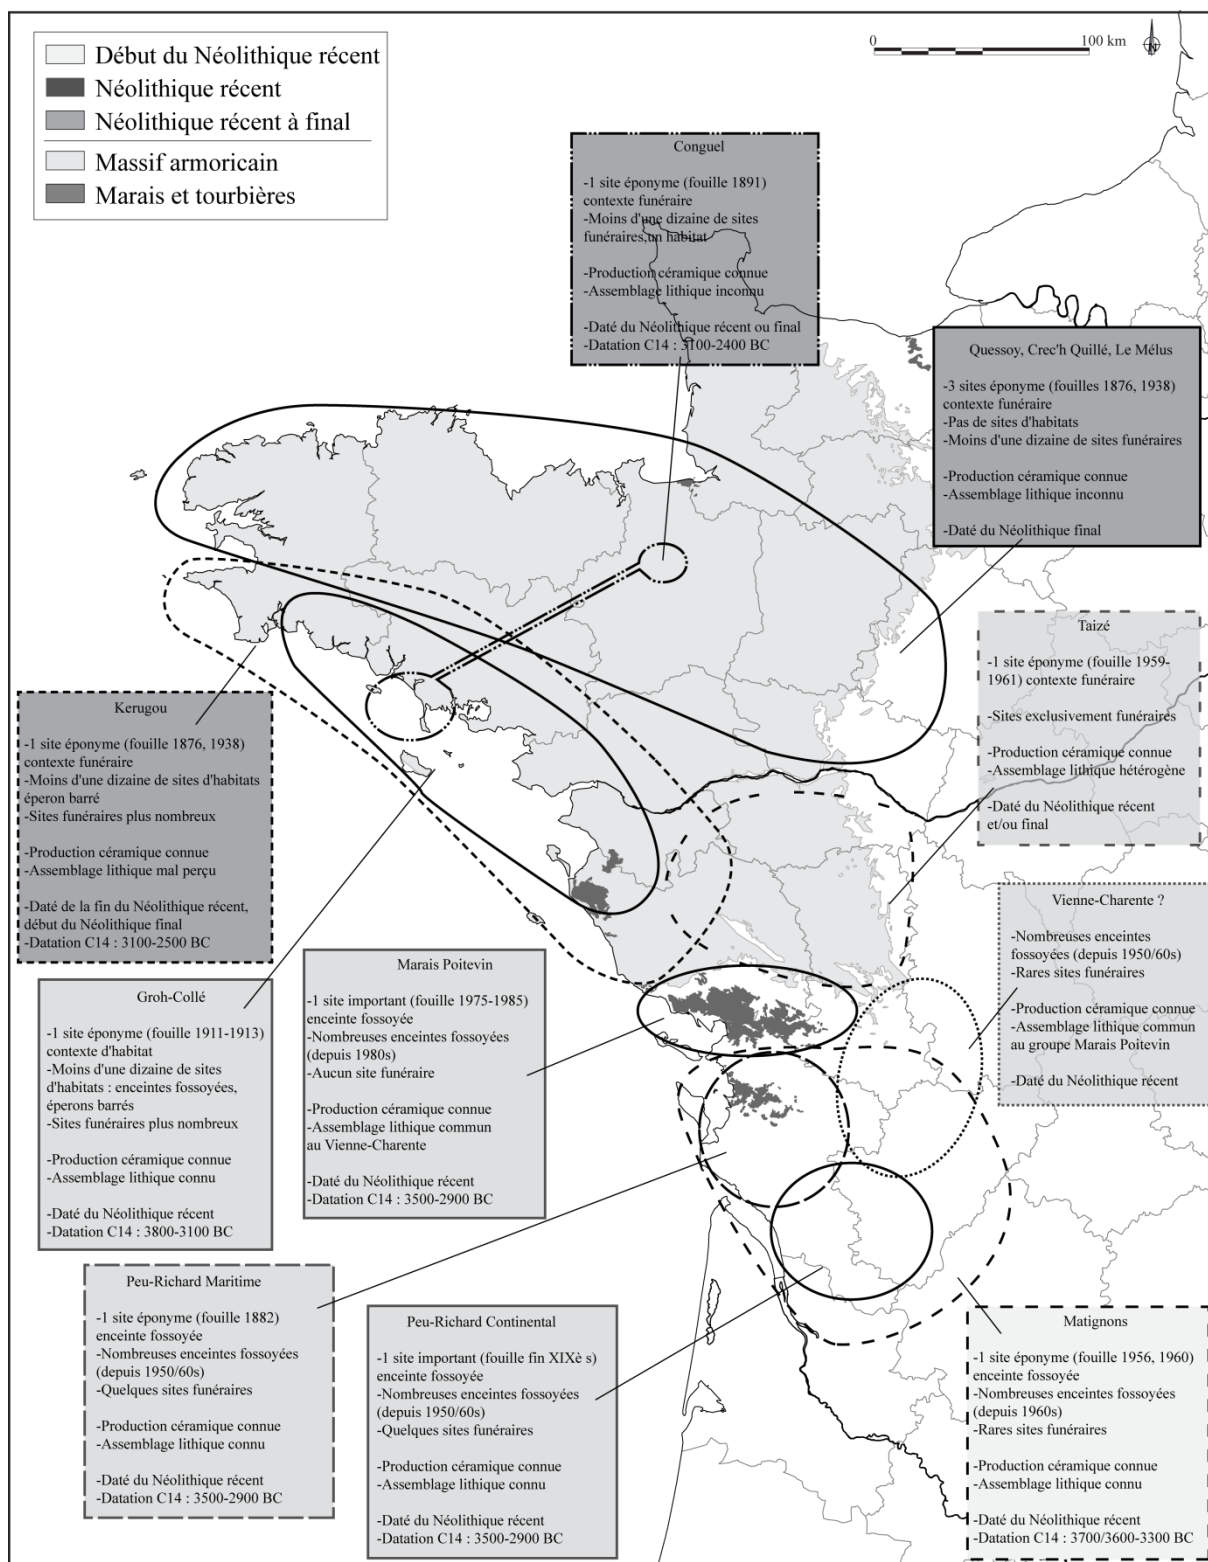 Début du Néolithique récent
Néolithique récent
Néolithique récent à final
Massif armoricain
Marais et tourbières
0
100 km
N
Conguel
-1 site éponyme (fouille 1891)
contexte funéraire
-Moins d'une dizaine de sites
funéraires,un habitat
-Production céramique connue
-Assemblage lithique inconnu
-Daté du Néolithique récent ou final
-Datation C14 : 3100-2400 BC
Quessoy, Crec'h Quillé, Le Mélus
-3 sites éponyme (fouilles 1876, 1938)
contexte funéraire
-Pas de sites d'habitats
-Moins d'une dizaine de sites funéraires
-Production céramique connue
-Assemblage lithique inconnu
-Daté du Néolithique final
Taizé
-1 site éponyme (fouille 1959-
1961) contexte funéraire
-Sites exclusivement funéraires
-Production céramique connue
-Assemblage lithique hétérogène
-Daté du Néolithique récent
et/ou final
Kerugou
-1 site éponyme (fouille 1876, 1938)
contexte funéraire
-Moins d'une dizaine de sites d'habitats
éperon barré
-Sites funéraires plus nombreux
-Production céramique connue
-Assemblage lithique mal perçu
-Daté de la fin du Néolithique récent,
début du Néolithique final
-Datation C14 : 3100-2500 BC
Vienne-Charente ?
-Nombreuses enceintes
fossoyées (depuis 1950/60s)
-Rares sites funéraires
-Production céramique connue
-Assemblage lithique commun
au groupe Marais Poitevin
-Daté du Néolithique récent
Marais Poitevin
-1 site important (fouille 1975-1985)
enceinte fossoyée
-Nombreuses enceintes fossoyées
(depuis 1980s)
-Aucun site funéraire
-Production céramique connue
-Assemblage lithique commun
au Vienne-Charente
-Daté du Néolithique récent
-Datation C14 : 3500-2900 BC
Groh-Collé
-1 site éponyme (fouille 1911-1913)
contexte d'habitat
-Moins d'une dizaine de sites
d'habitats : enceintes fossoyées,
éperons barrés
-Sites funéraires plus nombreux
-Production céramique connue
-Assemblage lithique connu
-Daté du Néolithique récent
-Datation C14 : 3800-3100 BC
Peu-Richard Maritime
-1 site éponyme (fouille 1882)
enceinte fossoyée
-Nombreuses enceintes fossoyées
(depuis 1950/60s)
-Quelques sites funéraires
-Production céramique connue
-Assemblage lithique connu
-Daté du Néolithique récent
-Datation C14 : 3500-2900 BC
Peu-Richard Continental
-1 site important (fouille fin XIXè s)
enceinte fossoyée
-Nombreuses enceintes fossoyées
(depuis 1950/60s)
-Quelques sites funéraires
-Production céramique connue
-Assemblage lithique connu
-Daté du Néolithique récent
-Datation C14 : 3500-2900 BC
Matignons
-1 site éponyme (fouille 1956, 1960)
enceinte fossoyée
-Nombreuses enceintes fossoyées
(depuis 1960s)
-Rares sites funéraires
-Production céramique connue
-Assemblage lithique connu
-Daté du Néolithique récent
-Datation C14 : 3700/3600-3300 BC